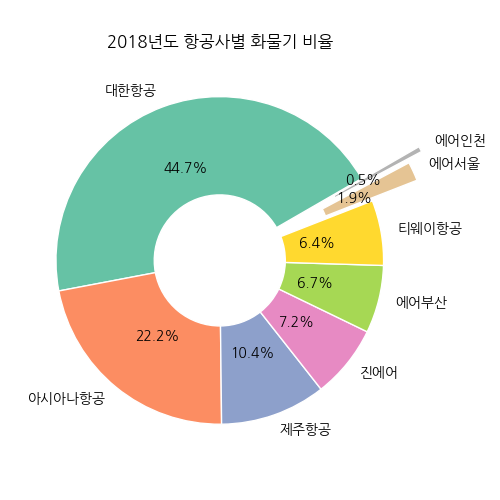 2018년도 항공사별 화물기 비율
대한항공
44.7%
에어인천
0.5%
에어서울
1.9%
티웨이항공
6.4%
에어부산
6.7%
진에어
7.2%
제주항공
10.4%
아시아나항공
22.2%